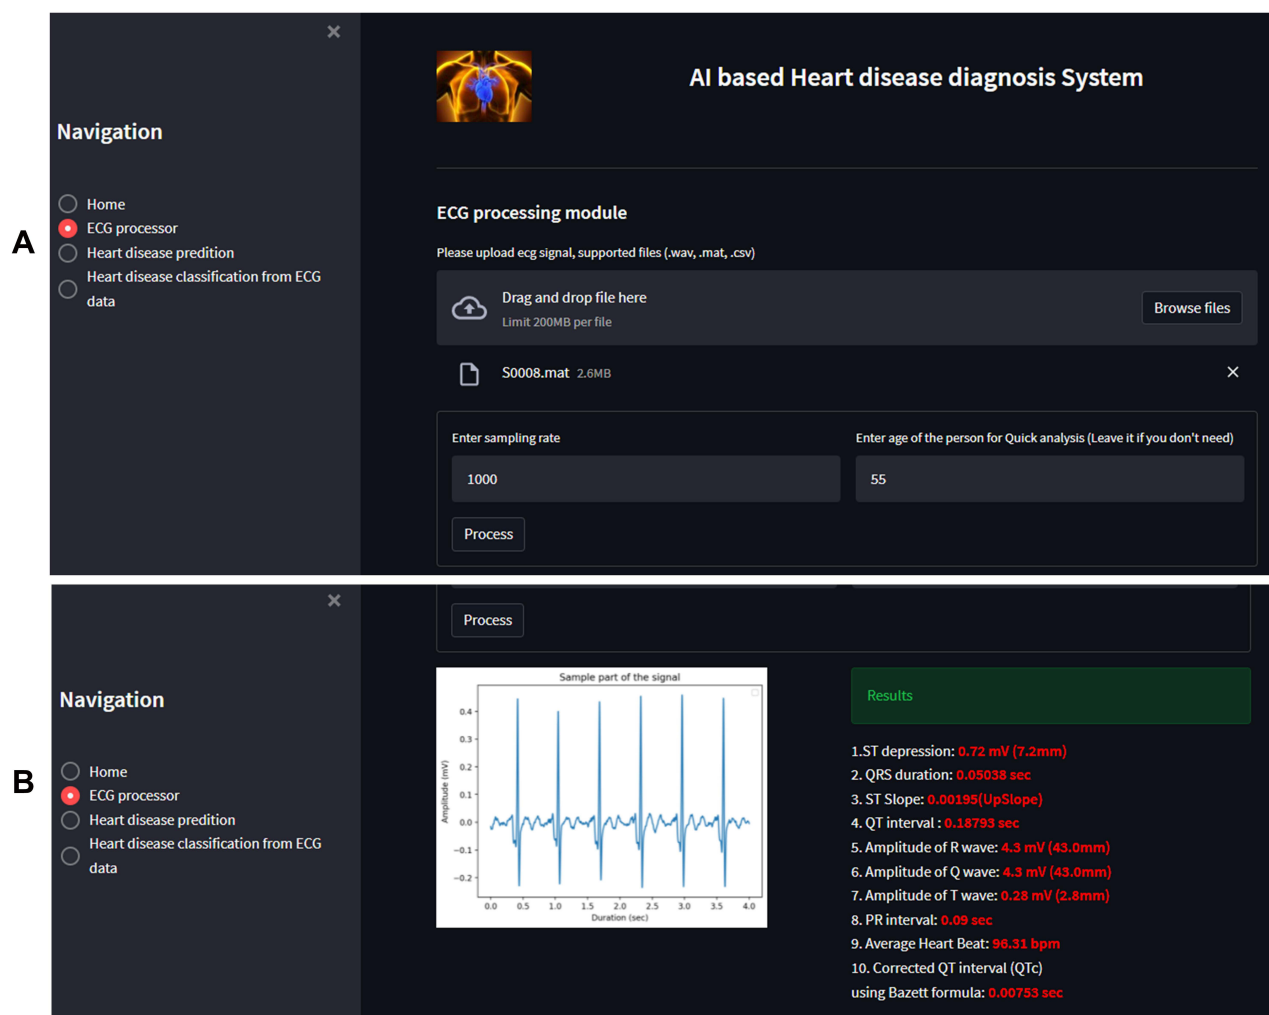 A
×
AI based Heart disease diagnosis System
Navigation
Home
ECG processor
Heart disease predition
Heart disease classification from ECG
data
ECG processing module
Please upload ecg signal, supported files (.wav, .mat, .csv)
Drag and drop file here
Limit 200MB per file
Browse files
S0008.mat 2.6MB
×
Enter sampling rate
Enter age of the person for Quick analysis (Leave it if you don't need)
1000
55
Process
B
×
Navigation
Home
ECG processor
Heart disease predition
Heart disease classification from ECG
data
Process
Sample part of the signal
Amplitude (mV)
0.4
0.3
0.2
0.1
0.0
−0.1
−0.2
0.0 0.5 1.0 1.5 2.0 2.5 3.0 3.5 4.0
Duration (sec)
Results
1.ST depression: 0.72 mV (7.2mm)
2. QRS duration: 0.05038 sec
3. ST Slope: 0.00195(UpSlope)
4. QT interval : 0.18793 sec
5. Amplitude of R wave: 4.3 mV (43.0mm)
6. Amplitude of Q wave: 4.3 mV (43.0mm)
7. Amplitude of T wave: 0.28 mV (2.8mm)
8. PR interval: 0.09 sec
9. Average Heart Beat: 96.31 bpm
10. Corrected QT interval (QTc)
using Bazett formula: 0.00753 sec